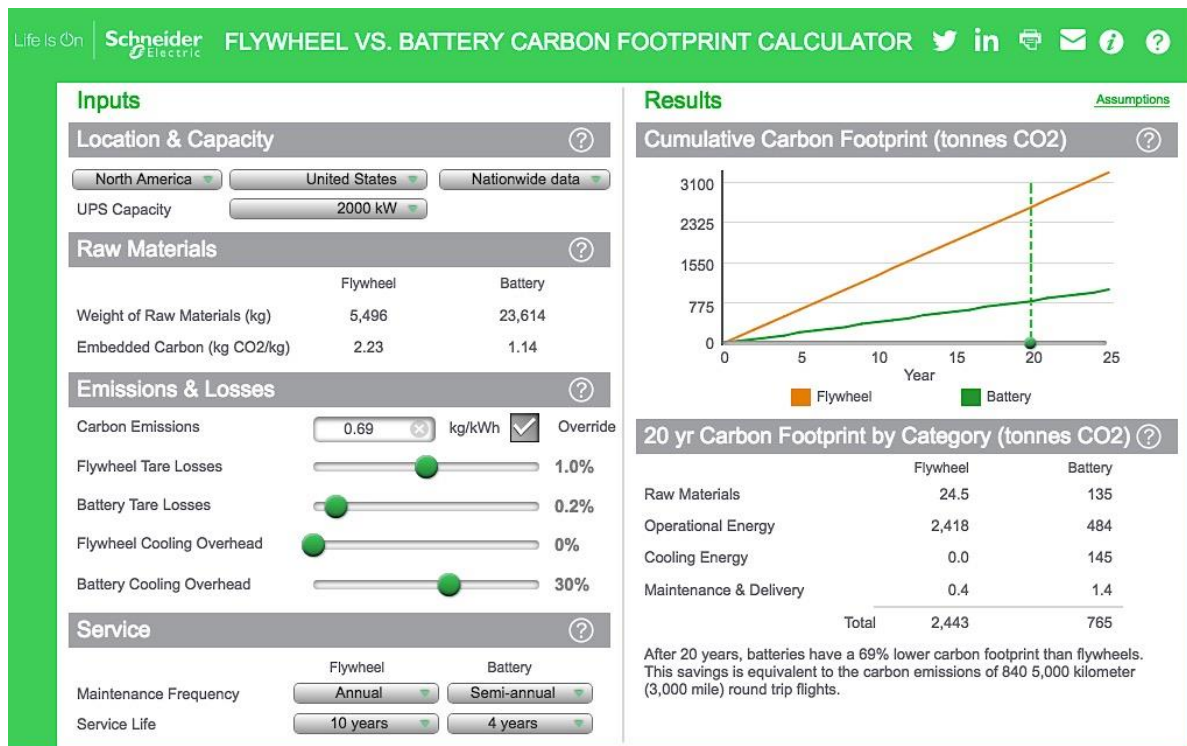 Life Is On Schneider Electric FLYWHEEL VS. BATTERY CARBON FOOTPRINT CALCULATOR
Inputs
Location & Capacity ?
North America United States Nationwide data
UPS Capacity 2000 kW
Raw Materials ?
Flywheel Battery
Weight of Raw Materials (kg) 5,496 23,614
Embedded Carbon (kg CO2/kg) 2.23 1.14
Emissions & Losses ?
Carbon Emissions 0.69 kg/kWh Override
Flywheel Tare Losses 1.0%
Battery Tare Losses 0.2%
Flywheel Cooling Overhead 0%
Battery Cooling Overhead 30%
Service ?
Flywheel Battery
Maintenance Frequency Annual Semi-annual
Service Life 10 years 4 years
Results Assumptions
Cumulative Carbon Footprint (tonnes CO2) ?
3100
2325
1550
775
0
0 5 10 15 20 25
Year
Flywheel Battery
20 yr Carbon Footprint by Category (tonnes CO2) ?
Flywheel Battery
Raw Materials 24.5 135
Operational Energy 2,418 484
Cooling Energy 0.0 145
Maintenance & Delivery 0.4 1.4
Total 2,443 765
After 20 years, batteries have a 69% lower carbon footprint than flywheels.
This savings is equivalent to the carbon emissions of 840 5,000 kilometer
(3,000 mile) round trip flights.